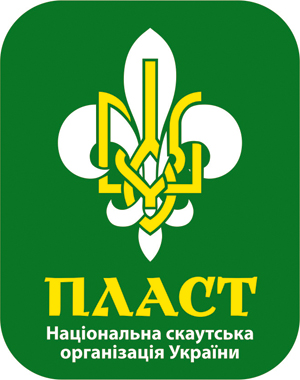 ПЛАСТ
Національна скаутська
організація України